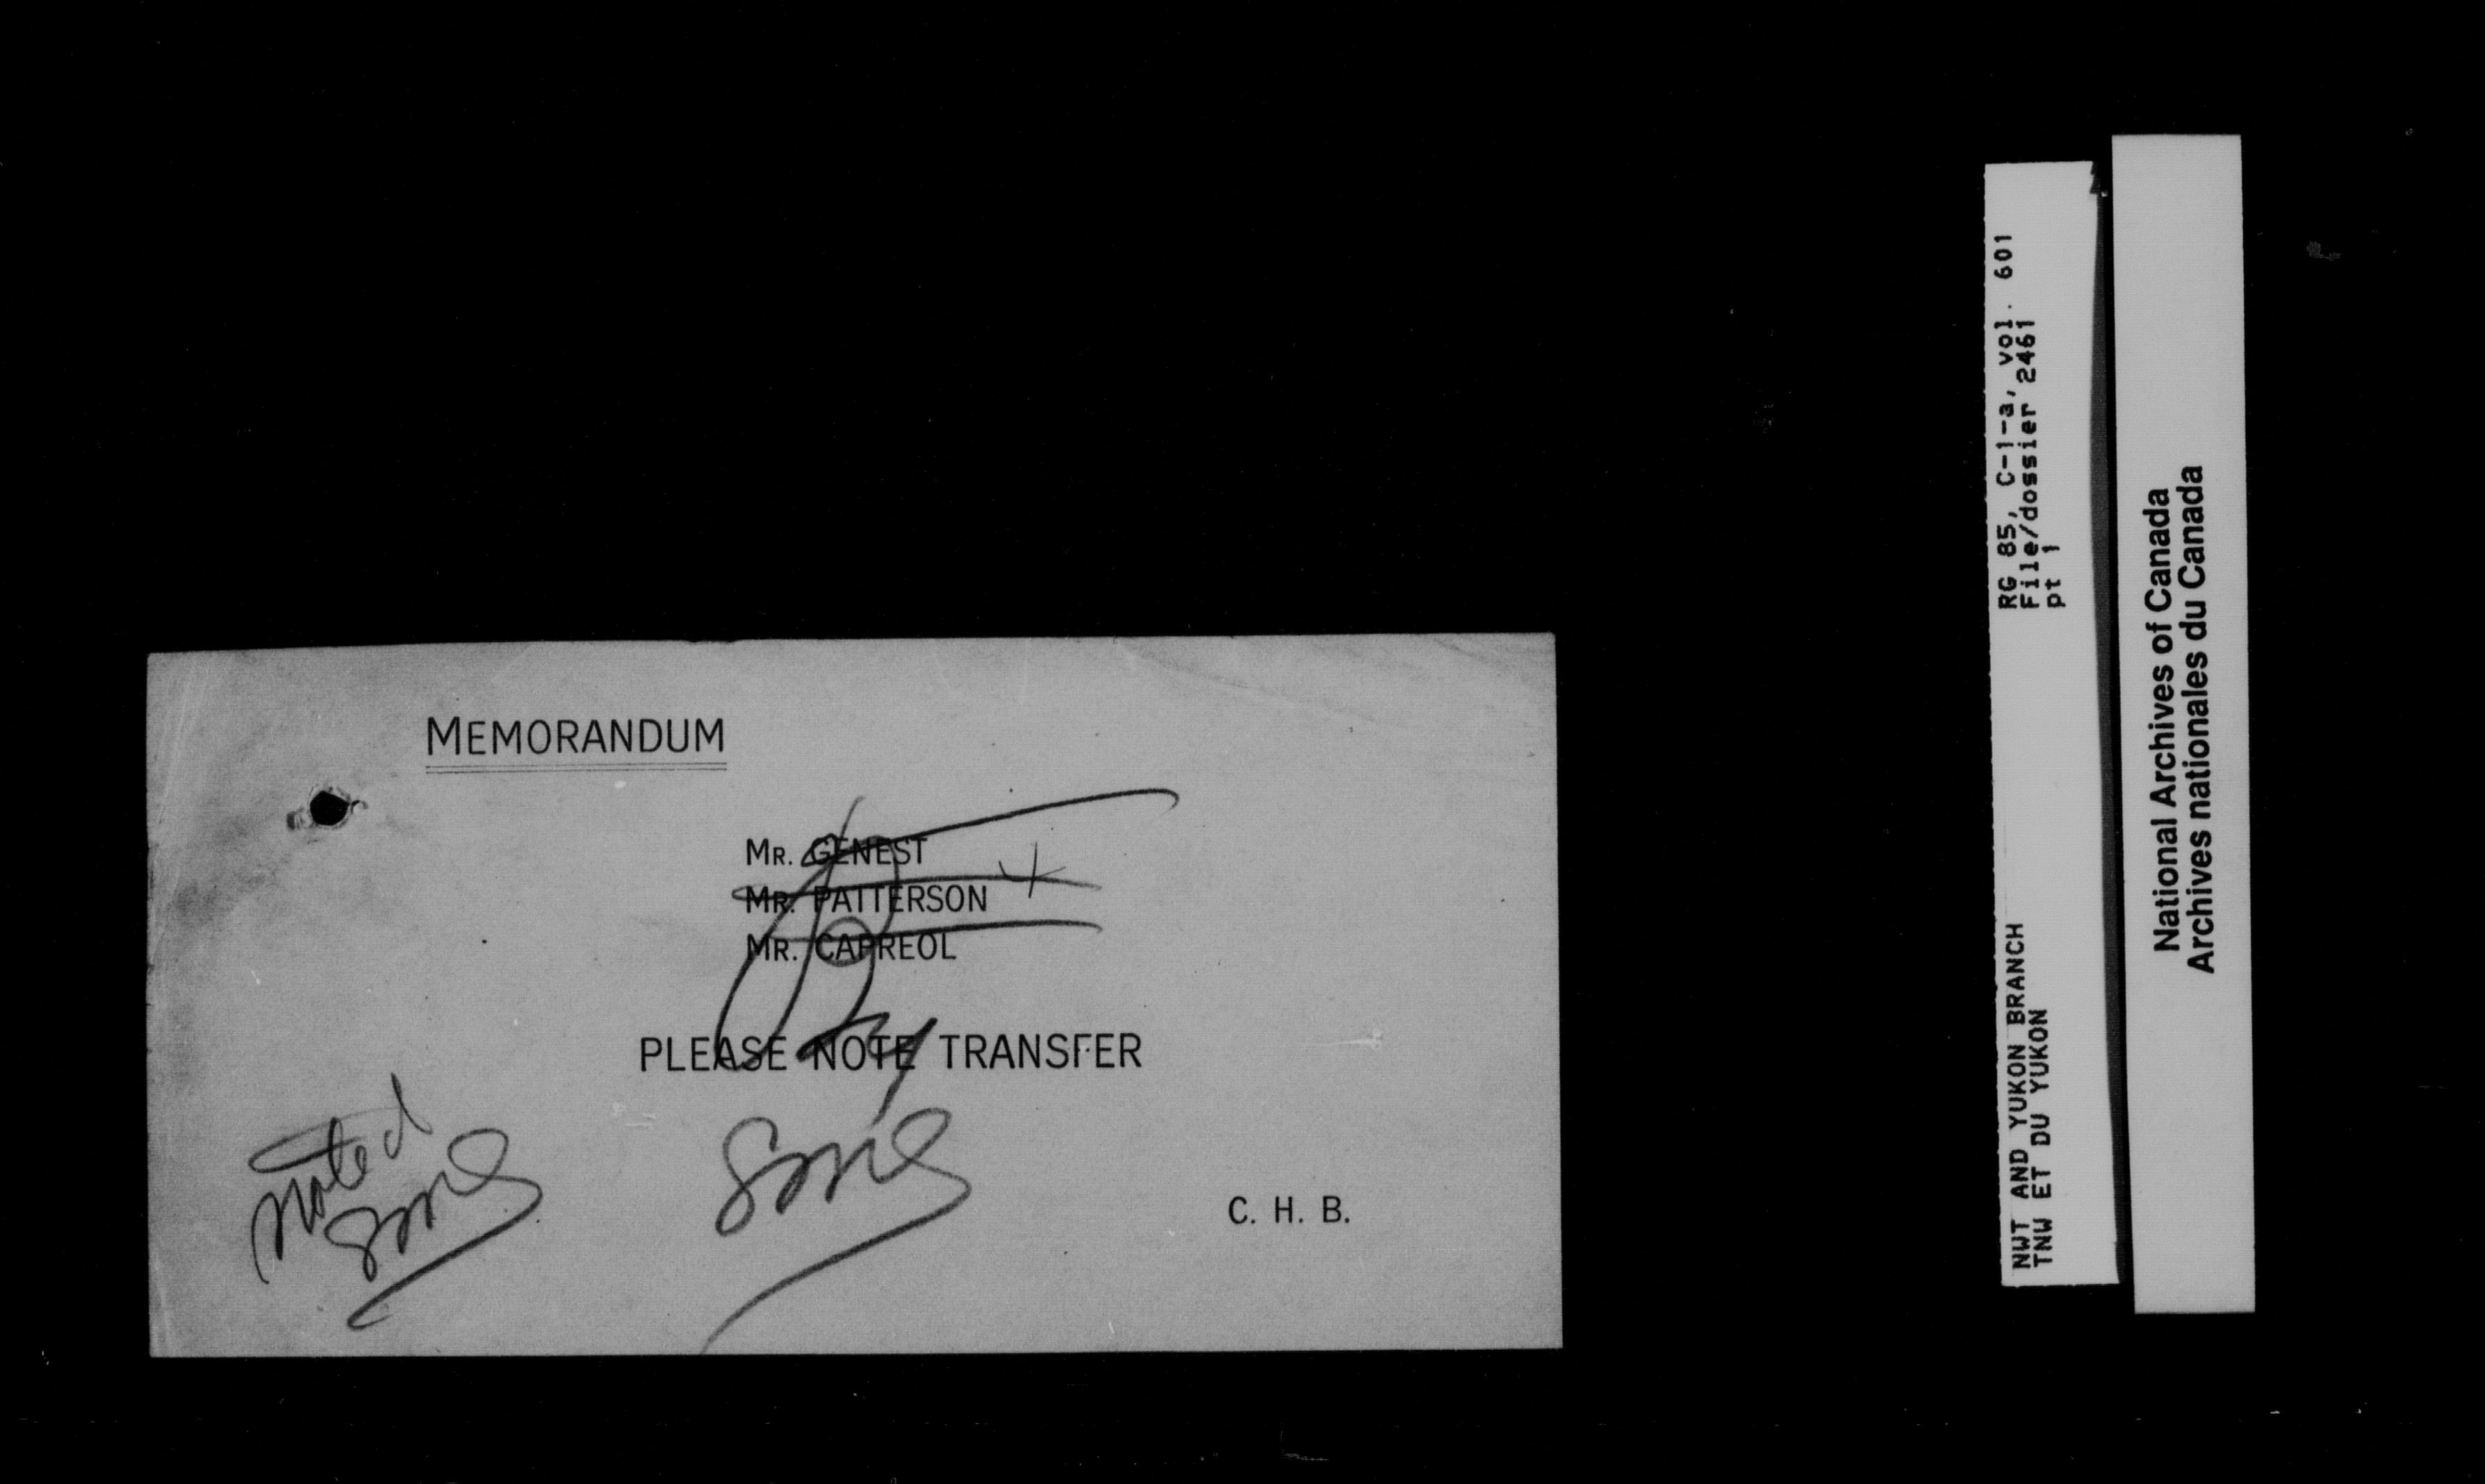 MEMORANDUM
MR. GENEST
MR. PATTERSON
MR. CAPREOL
PLEASE NOTE TRANSFER
Noted
C. H. B.
NWT AND YUKON BRANCH RG 85, C-1-a, vol. 601
TNW ET DU YUKON File/dossier 2461
pt 1
National Archives of Canada
Archives nationales du Canada